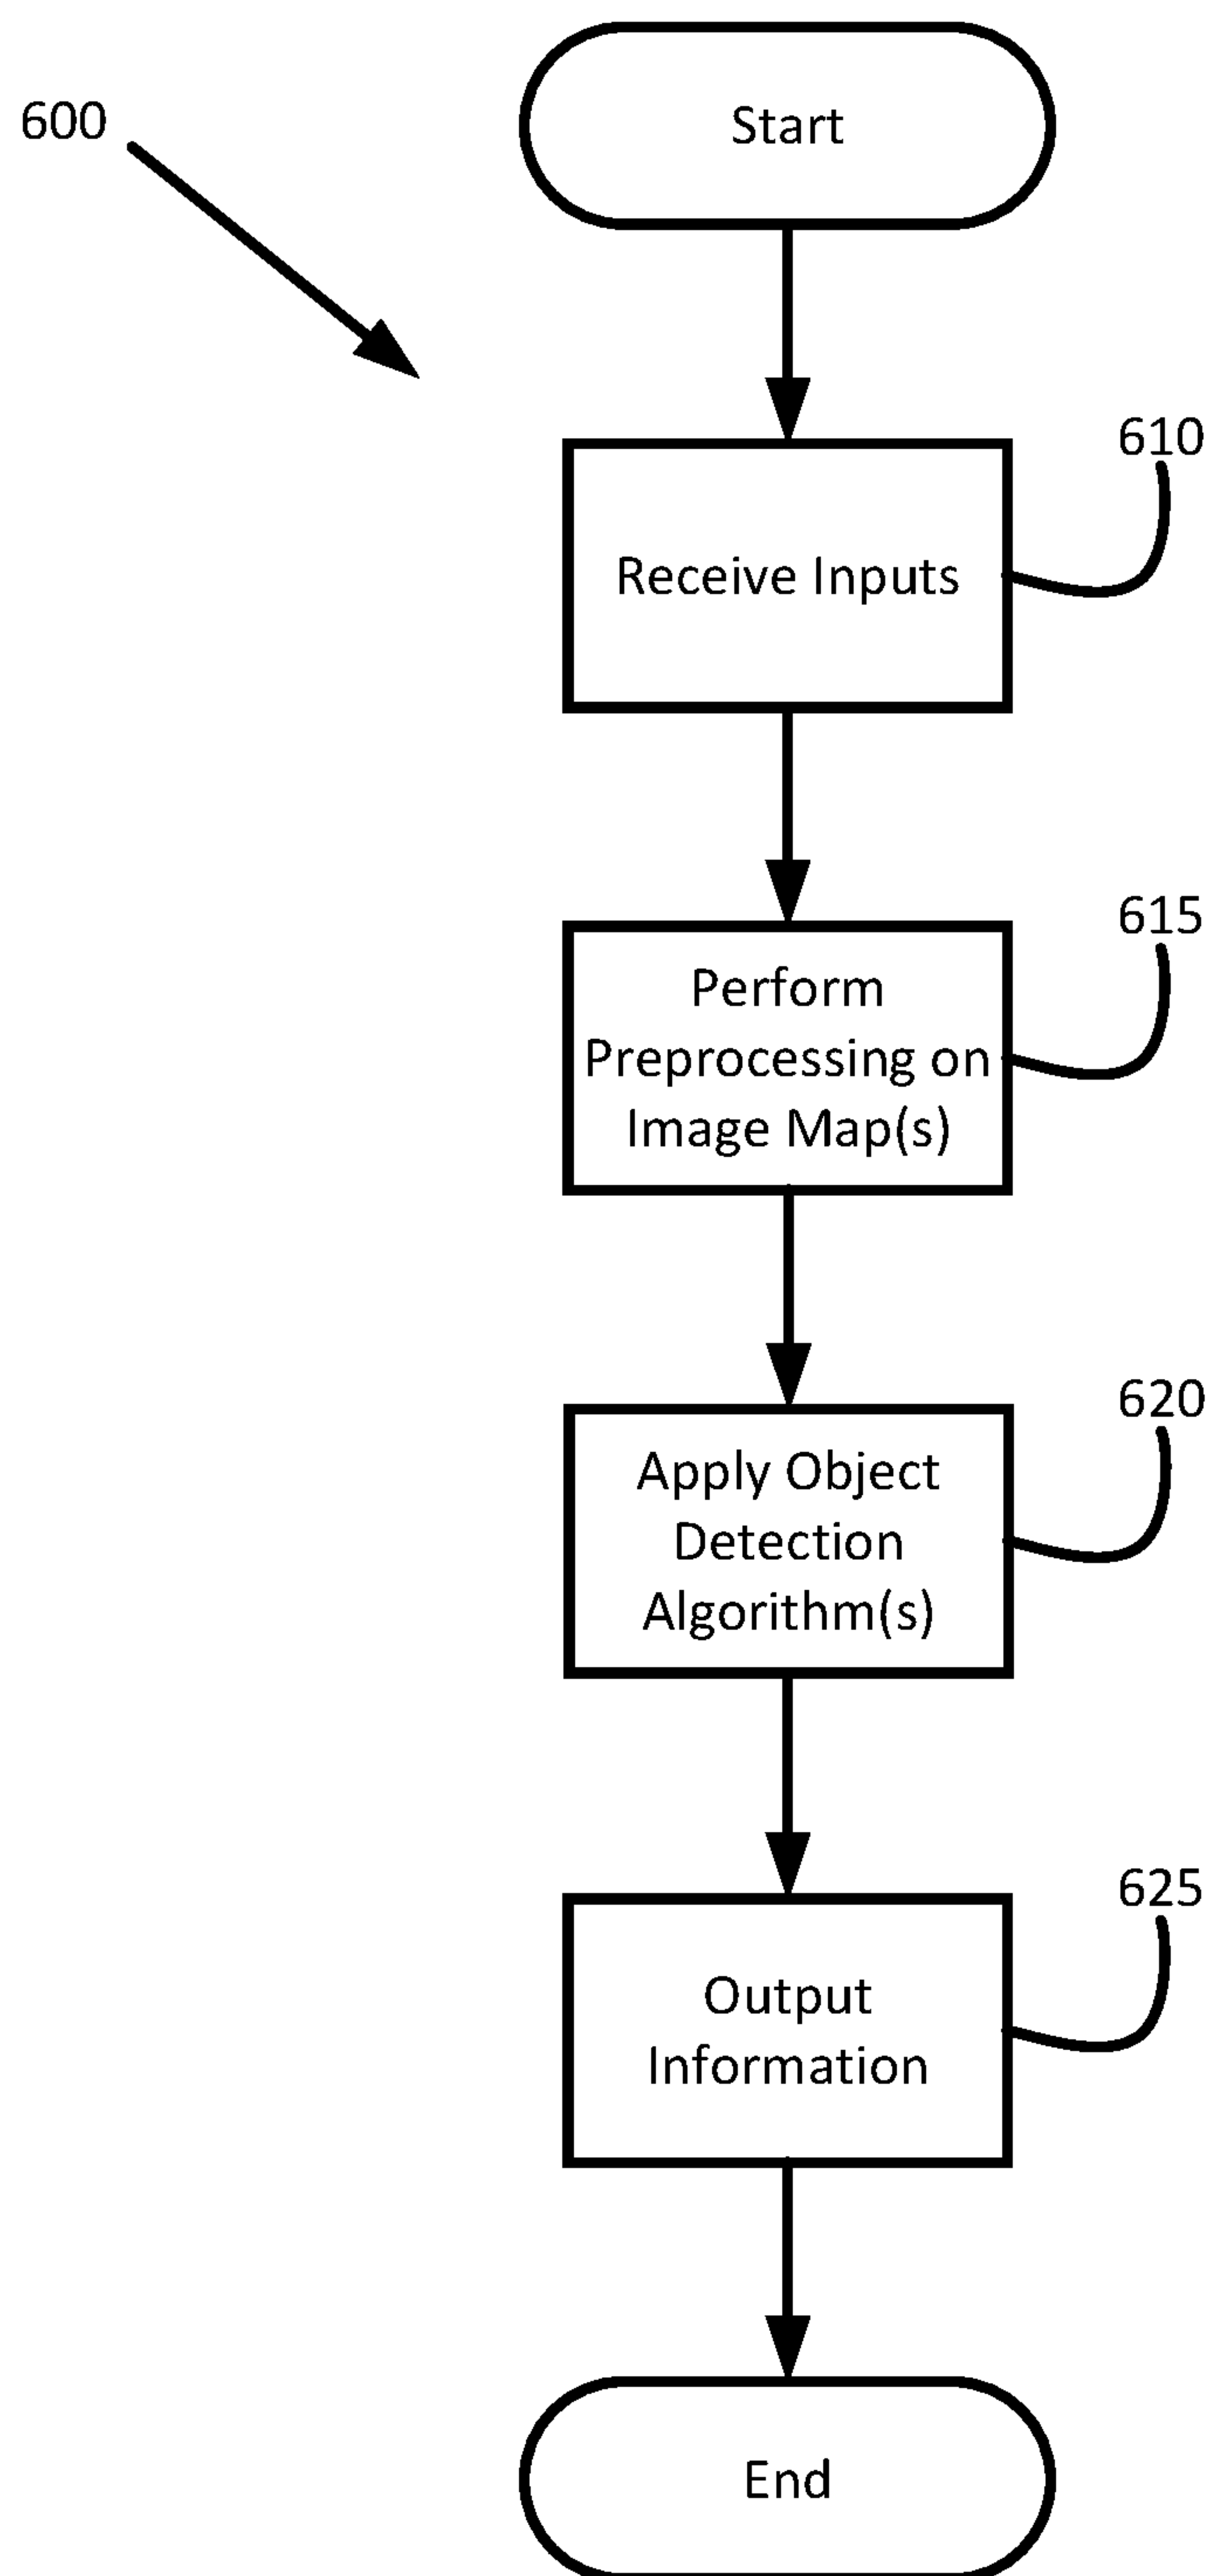 600
Start
610
Receive Inputs
615
Perform
Preprocessing on
Image Map(s)
620
Apply Object
Detection
Algorithm(s)
625
Output
Information
End